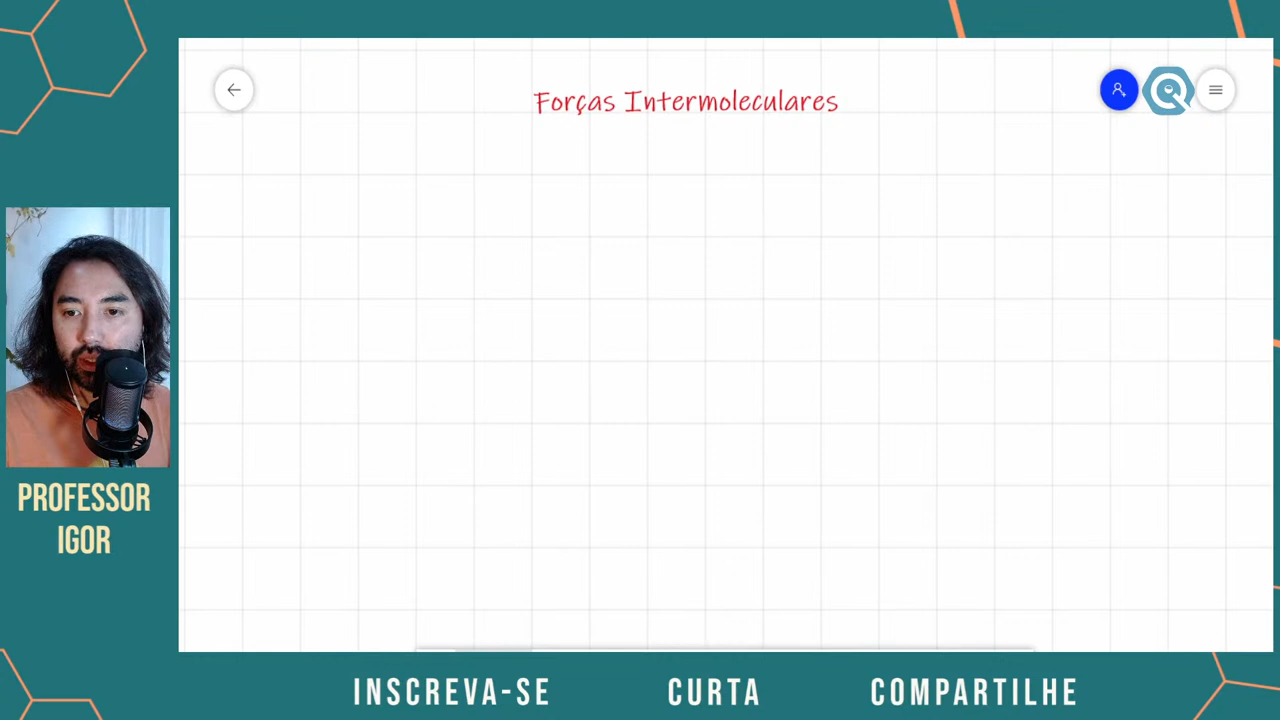 Forças Intermoleculares
PROFESSOR
IGOR
INSCREVA-SE
CURTA
COMPARTILHE